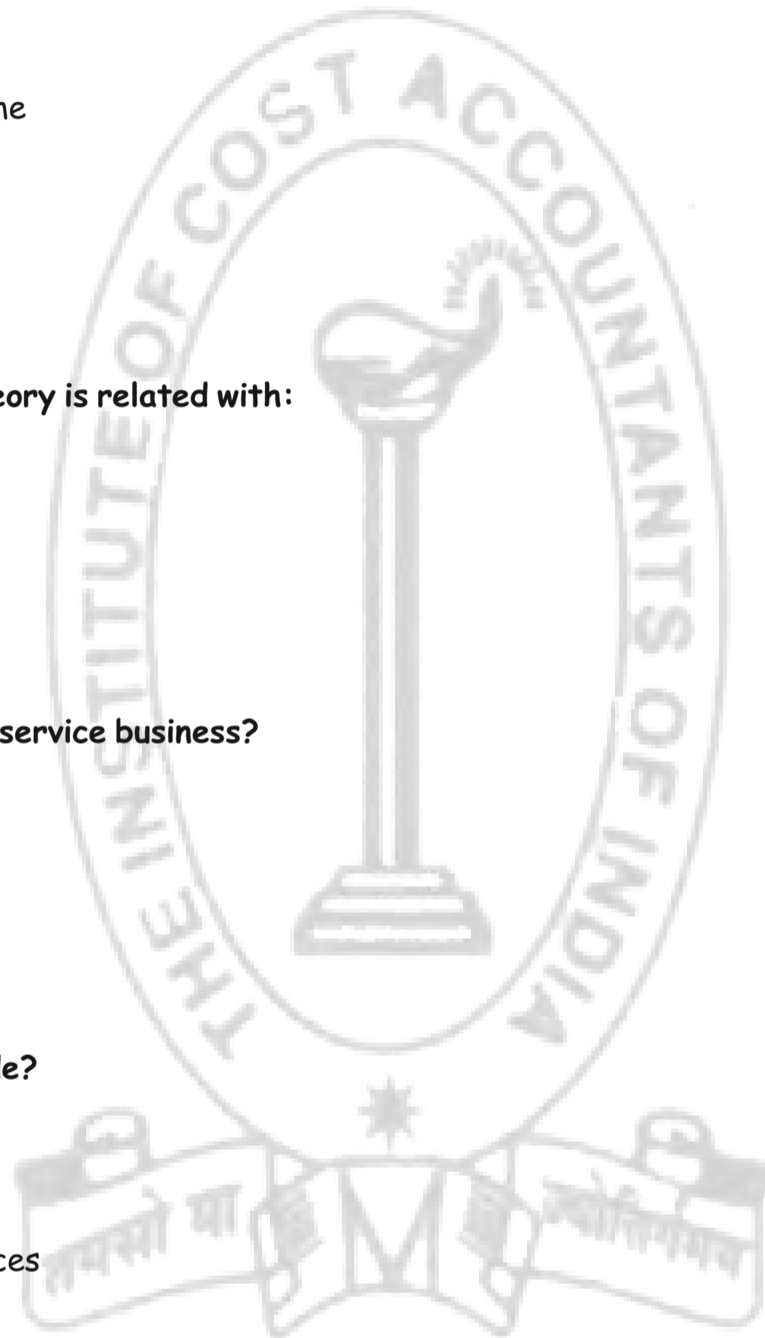 ne
THE INSTITUTE OF COST ACCOUNTANTS OF INDIA
eory is related with:
service business?
le?
तमसो मा ज्योतिर्गमय
ces